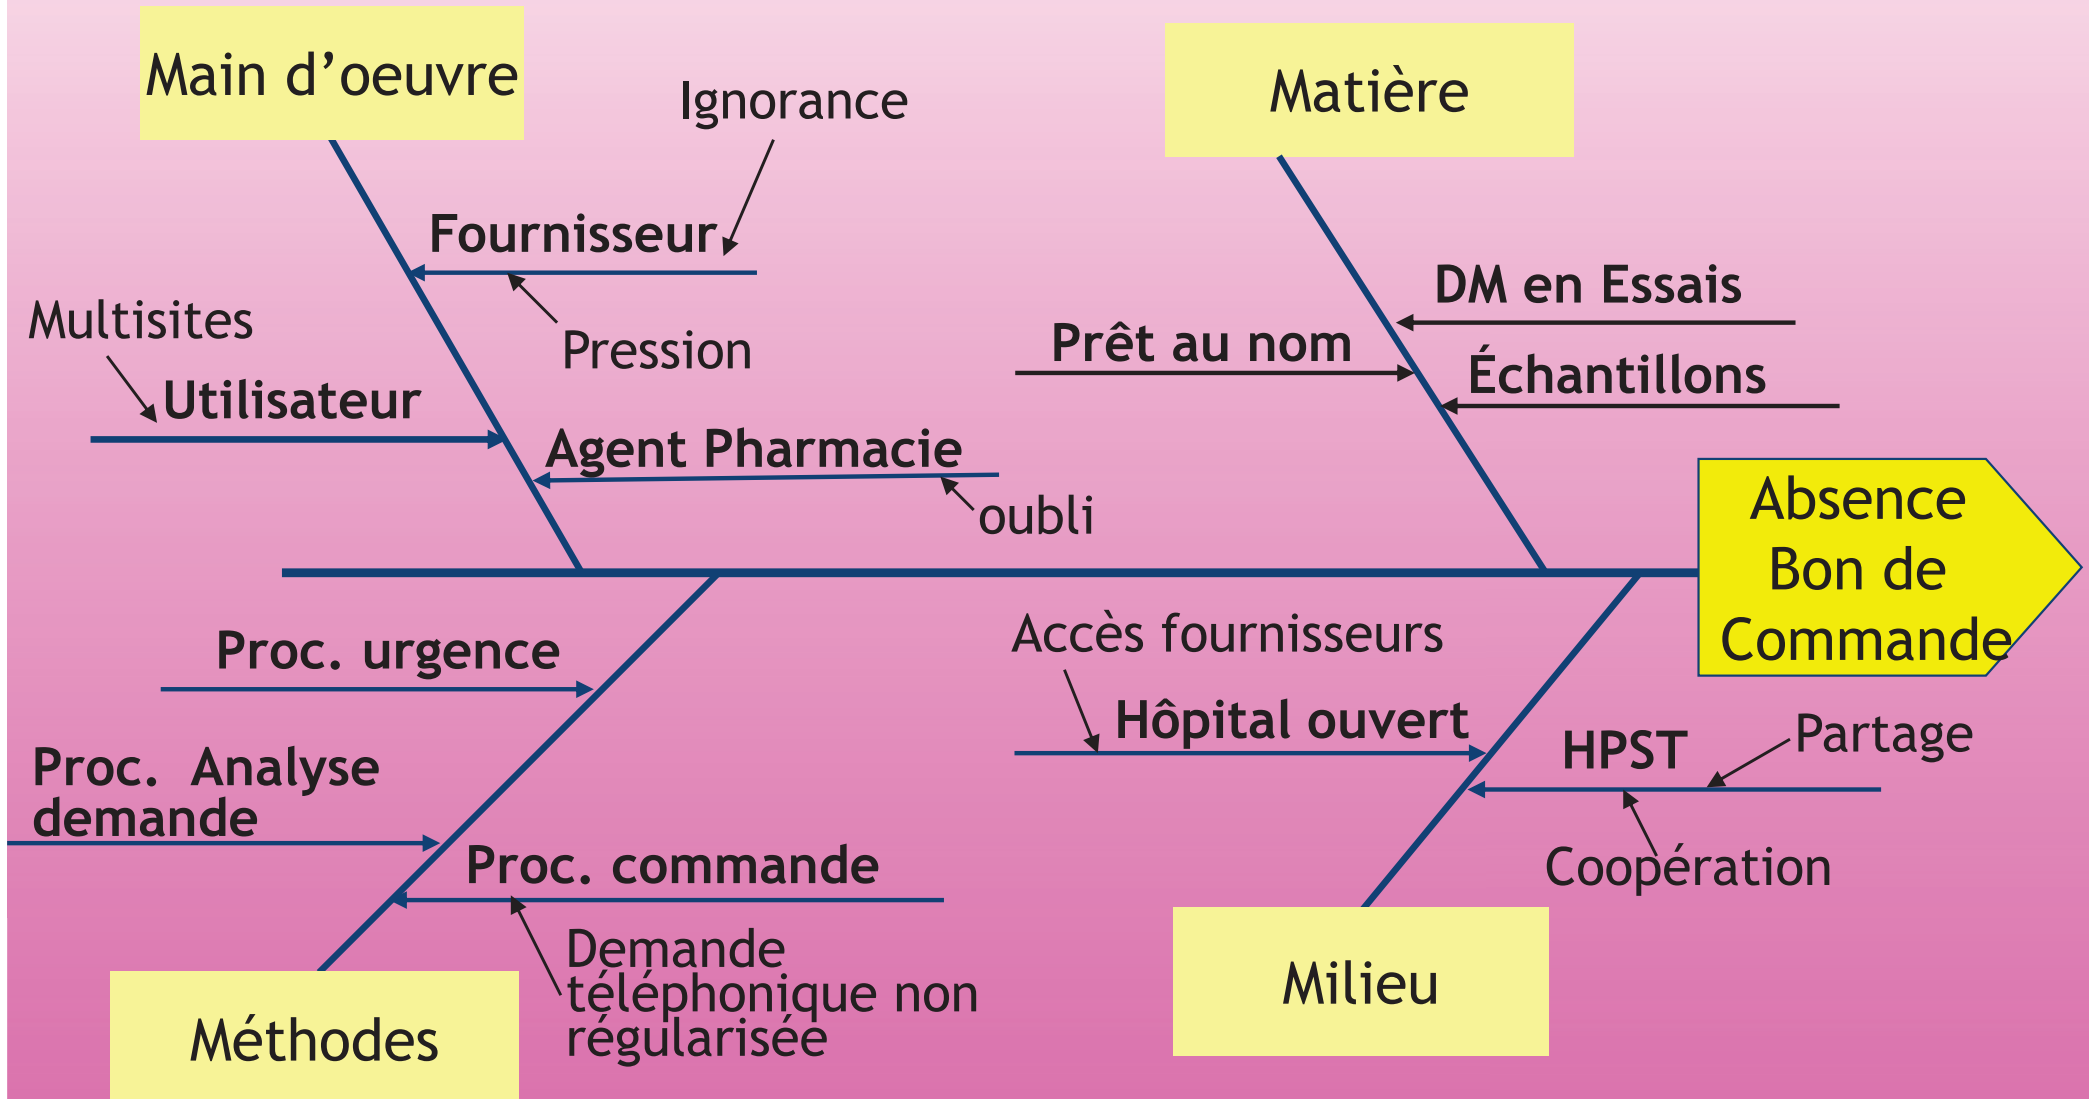 Main d’oeuvre
Ignorance
Fournisseur
Pression
Multisites
Utilisateur
Agent Pharmacie
oubli
Matière
DM en Essais
Prêt au nom
Échantillons
Absence
Bon de
Commande
Proc. urgence
Proc. Analyse
demande
Proc. commande
Demande
téléphonique non
régularisée
Méthodes
Accès fournisseurs
Hôpital ouvert
HPST
Partage
Coopération
Milieu